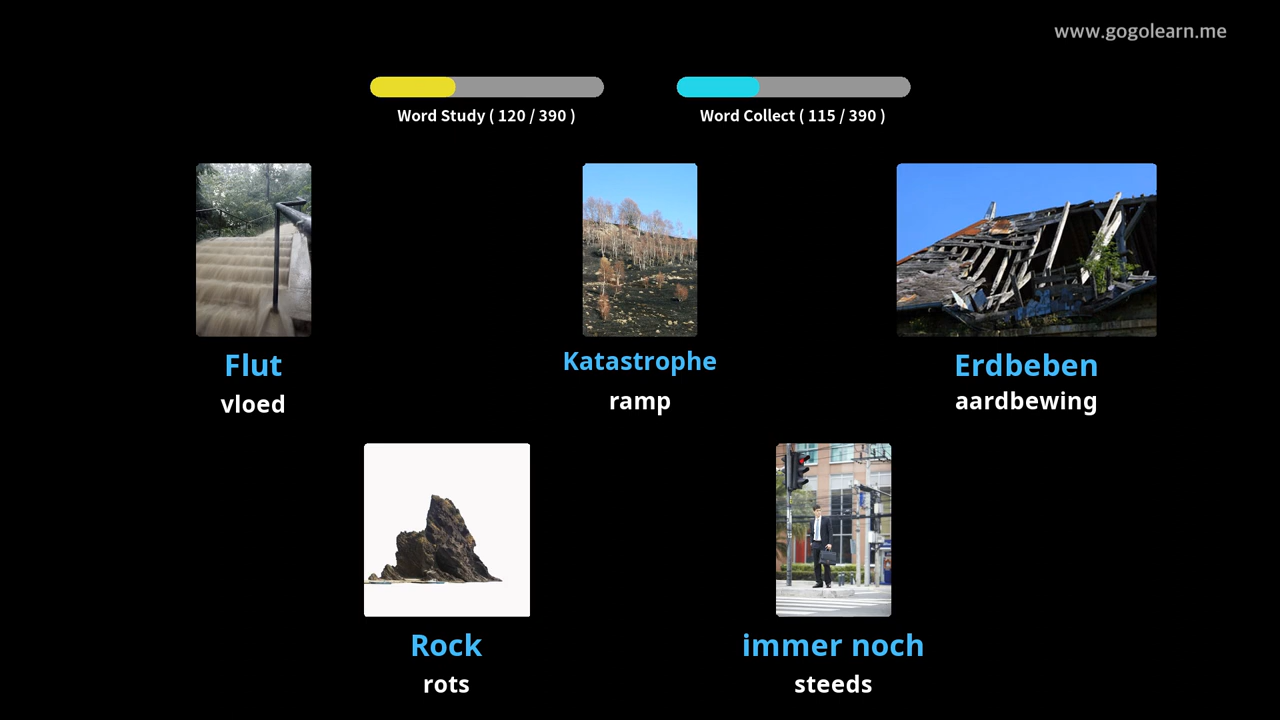 www.gogolearn.me
Word Study ( 120 / 390 )
Word Collect ( 115 / 390 )
Flut
vloed
Katastrophe
ramp
Erdbeben
aardbewing
Rock
rots
immer noch
steeds